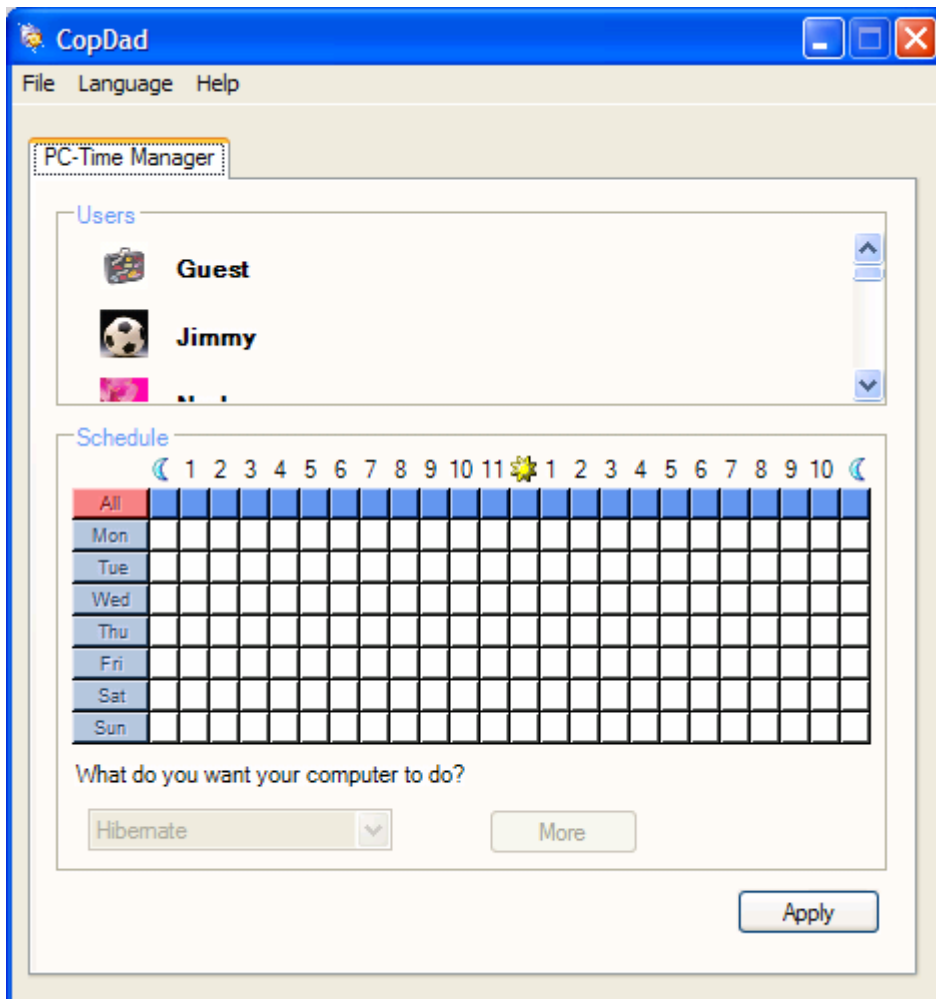 CopDad
File Language Help
PC-Time Manager
Users
Guest
Jimmy
Schedule
1 2 3 4 5 6 7 8 9 10 11 1 2 3 4 5 6 7 8 9 10
All
Mon
Tue
Wed
Thu
Fri
Sat
Sun
What do you want your computer to do?
Hibernate More
Apply